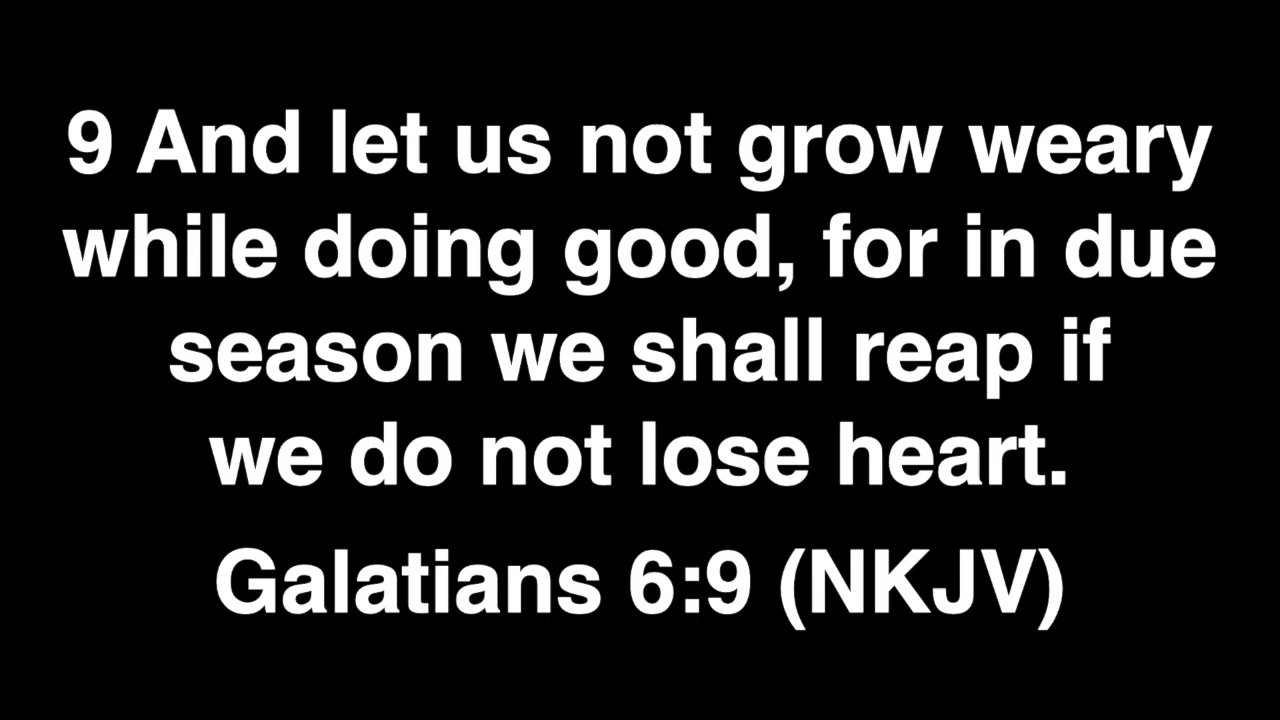 9 And let us not grow weary
while doing good, for in due
season we shall reap if
we do not lose heart.
Galatians 6:9 (NKJV)